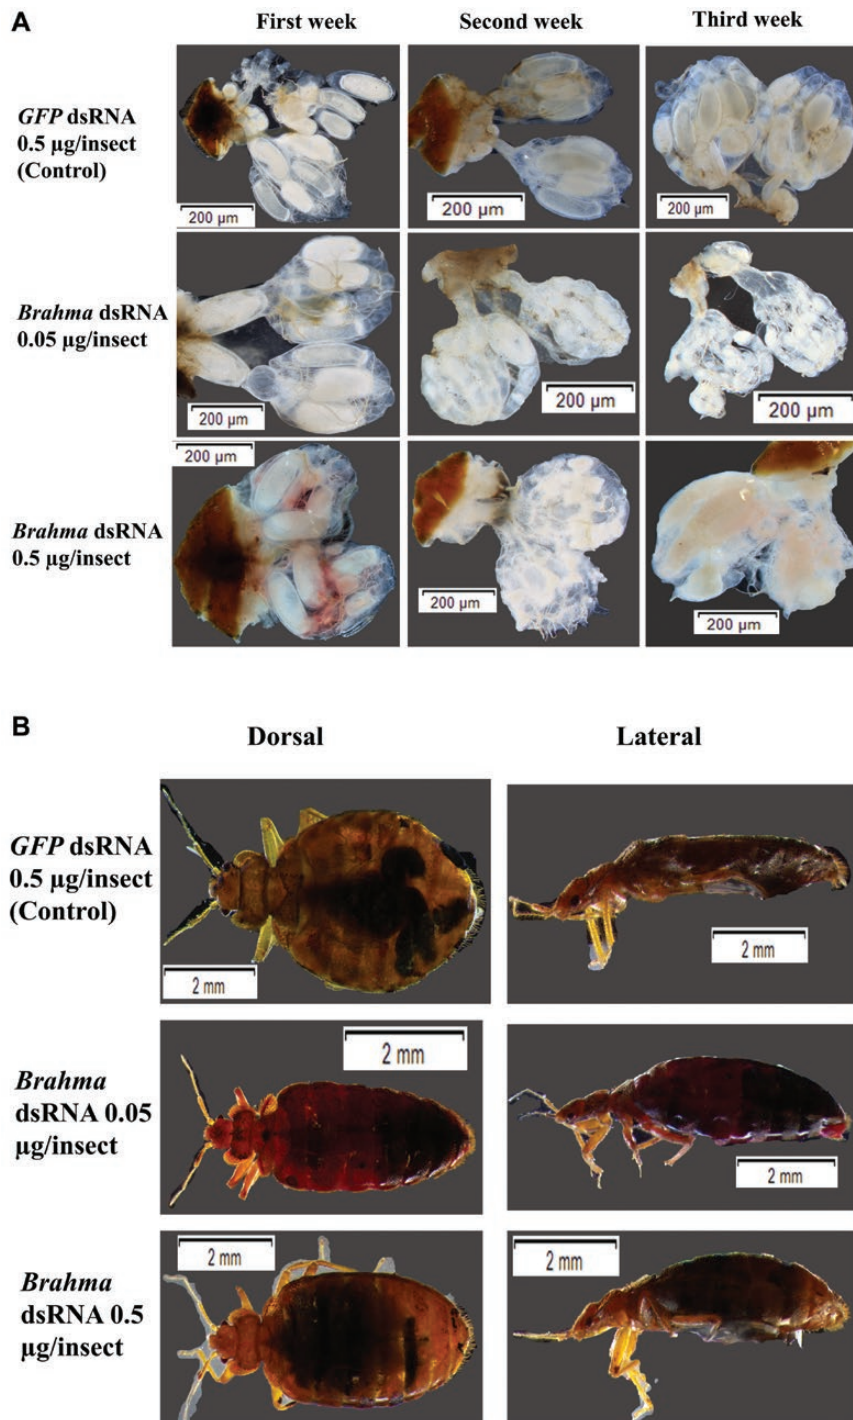 A
First week Second week Third week
GFP dsRNA
0.5 µg/insect
(Control)
200 µm
200 µm
200 µm
Brahma dsRNA
0.05 µg/insect
200 µm
200 µm
200 µm
Brahma dsRNA
0.5 µg/insect
200 µm
200 µm
200 µm
B
Dorsal Lateral
GFP dsRNA
0.5 µg/insect
(Control)
2 mm
2 mm
Brahma
dsRNA 0.05
µg/insect
2 mm
2 mm
Brahma
dsRNA 0.5
µg/insect
2 mm
2 mm